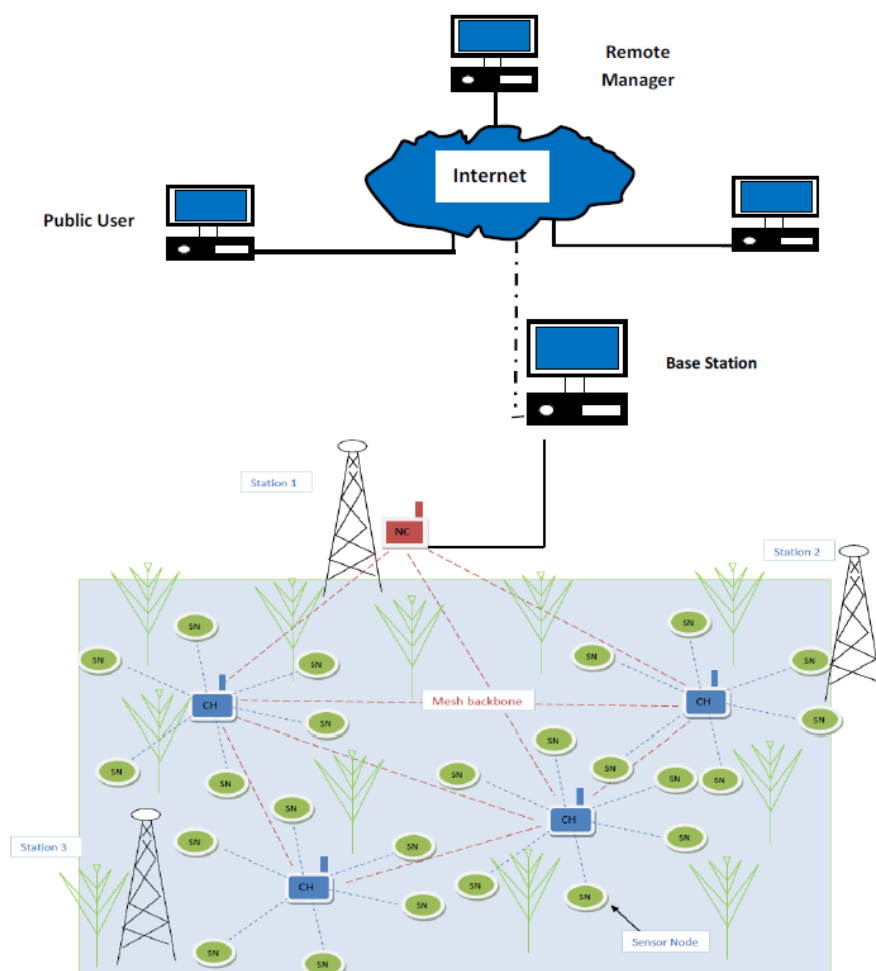 Remote
Manager
Internet
Public User
Base Station
Station 1
NC
Station 2
SN
SN
SN
SN
SN
SN
CH
Mesh backbone
CH
SN
SN
SN
SN
SN
SN
SN
SN
SN
SN
CH
SN
SN
SN
Station 3
SN
CH
SN
SN
Sensor Node
SN
SN